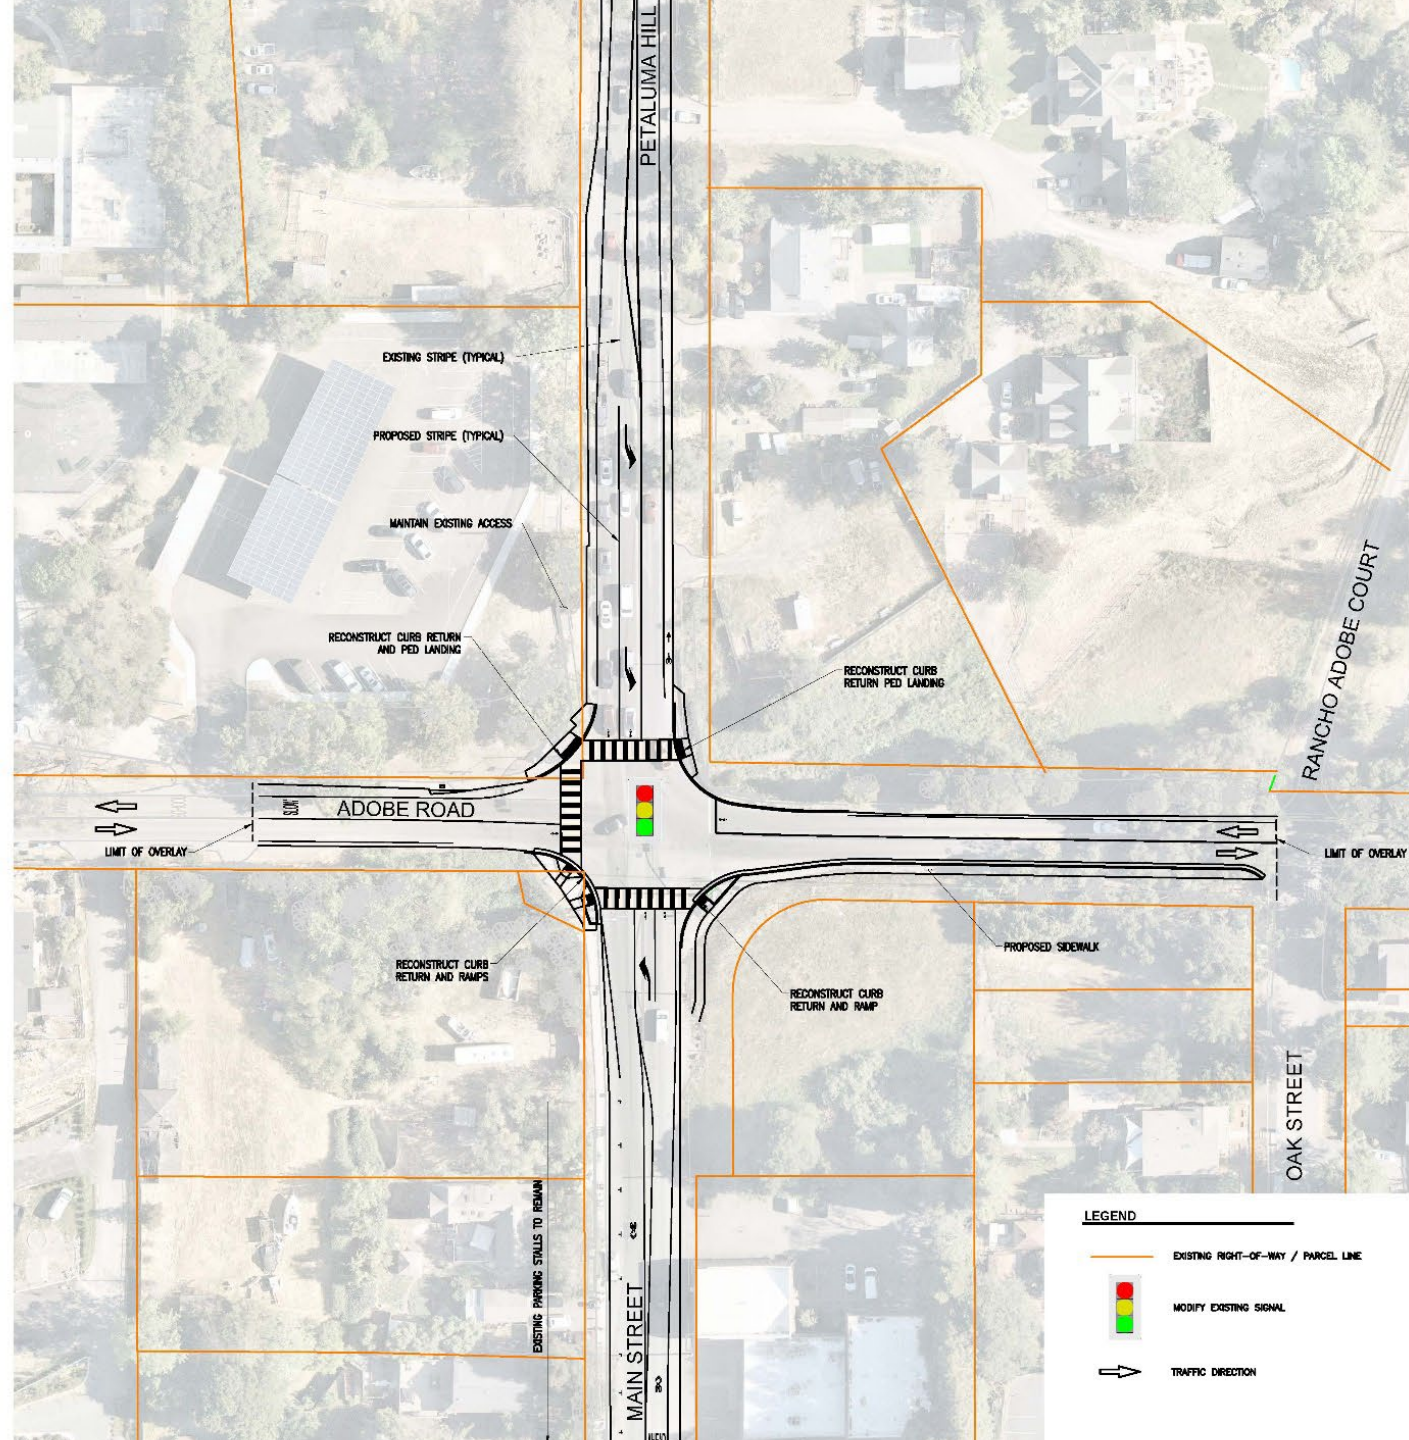 PETALUMA HILL
EXISTING STRIPE (TYPICAL)
PROPOSED STRIPE (TYPICAL)
MAINTAIN EXISTING ACCESS
RECONSTRUCT CURB RETURN
AND PED LANDING
RECONSTRUCT CURB
RETURN PED LANDING
RANCHO ADOBE COURT
SLOW
ADOBE ROAD
LIMIT OF OVERLAY
LIMIT OF OVERLAY
PROPOSED SIDEWALK
RECONSTRUCT CURB
RETURN AND RAMPS
RECONSTRUCT CURB
RETURN AND RAMP
OAK STREET
EXISTING PARKING STALLS TO REMAIN
MAIN STREET
AHEAD
LEGEND
EXISTING RIGHT-OF-WAY / PARCEL LINE
MODIFY EXISTING SIGNAL
TRAFFIC DIRECTION